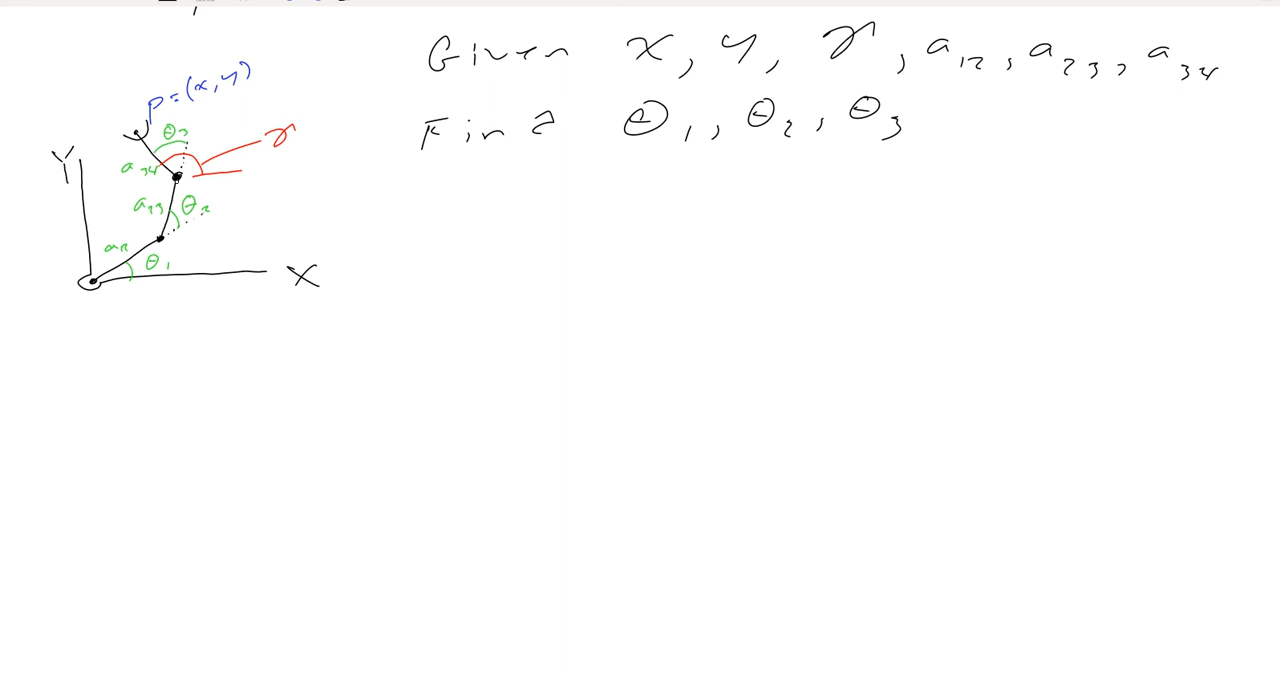 Given x, y, γ, a₁₂, a₂₃, a₃₄
Find θ₁, θ₂, θ₃
P=(x,y)
θ₃
γ
Y
a₃₄
a₂₃
θ₂
a₁₂
θ₁
X